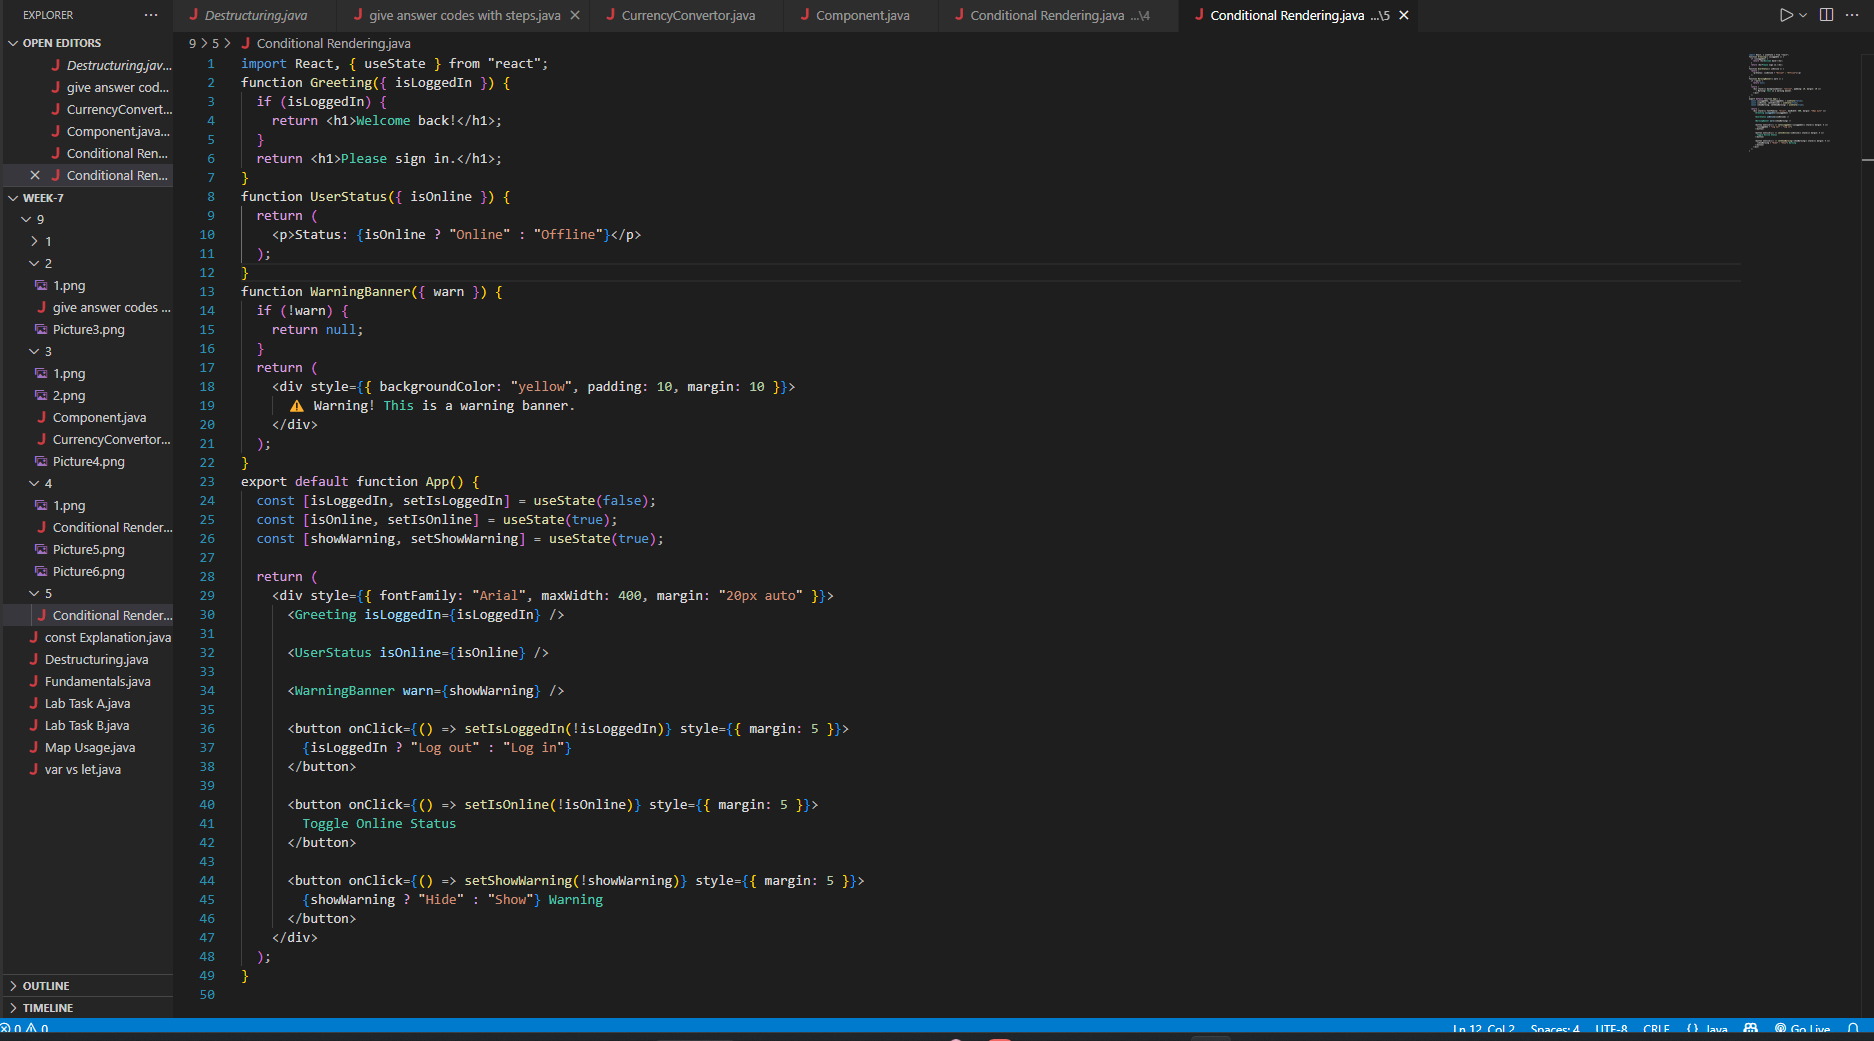 EXPLORER
Destructuring.java
give answer codes with steps.java
CurrencyConvertor.java
Component.java
Conditional Rendering.java ...\4
Conditional Rendering.java ...\5
OPEN EDITORS
Destructuring.jav...
give answer cod...
CurrencyConvert...
Component.java...
Conditional Ren...
Conditional Ren...
WEEK-7
9
1
2
1.png
give answer codes ...
Picture3.png
3
1.png
2.png
Component.java
CurrencyConvertor...
Picture4.png
4
1.png
Conditional Render...
Picture5.png
Picture6.png
5
Conditional Render...
const Explanation.java
Destructuring.java
Fundamentals.java
Lab Task A.java
Lab Task B.java
Map Usage.java
var vs let.java
OUTLINE
TIMELINE
9 > 5 > Conditional Rendering.java
1 import React, { useState } from "react";
2 function Greeting({ isLoggedIn }) {
3 if (isLoggedIn) {
4 return <h1>Welcome back!</h1>;
5 }
6 return <h1>Please sign in.</h1>;
7 }
8 function UserStatus({ isOnline }) {
9 return (
10 <p>Status: {isOnline ? "Online" : "Offline"}</p>
11 );
12 }
13 function WarningBanner({ warn }) {
14 if (!warn) {
15 return null;
16 }
17 return (
18 <div style={{ backgroundColor: "yellow", padding: 10, margin: 10 }}>
19 ⚠️ Warning! This is a warning banner.
20 </div>
21 );
22 }
23 export default function App() {
24 const [isLoggedIn, setIsLoggedIn] = useState(false);
25 const [isOnline, setIsOnline] = useState(true);
26 const [showWarning, setShowWarning] = useState(true);
27
28 return (
29 <div style={{ fontFamily: "Arial", maxWidth: 400, margin: "20px auto" }}>
30 <Greeting isLoggedIn={isLoggedIn} />
31
32 <UserStatus isOnline={isOnline} />
33
34 <WarningBanner warn={showWarning} />
35
36 <button onClick={() => setIsLoggedIn(!isLoggedIn)} style={{ margin: 5 }}>
37 {isLoggedIn ? "Log out" : "Log in"}
38 </button>
39
40 <button onClick={() => setIsOnline(!isOnline)} style={{ margin: 5 }}>
41 Toggle Online Status
42 </button>
43
44 <button onClick={() => setShowWarning(!showWarning)} style={{ margin: 5 }}>
45 {showWarning ? "Hide" : "Show"} Warning
46 </button>
47 </div>
48 );
49 }
50
0 0 Ln 12, Col 2 Spaces: 4 UTF-8 CRLF {} Java Go Live